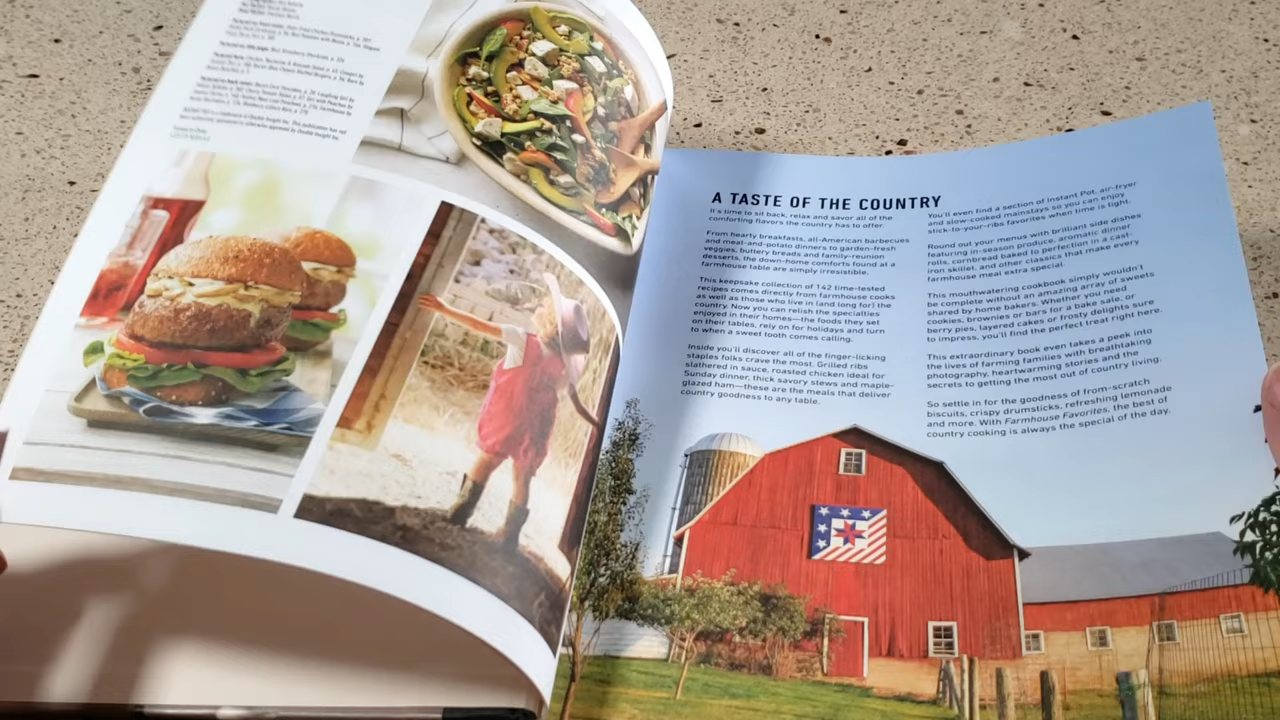 A TASTE OF THE COUNTRY
It's time to sit back, relax and savor all of the
comforting flavors the country has to offer.
From hearty breakfasts, all-American barbecues
and meat-and-potato dinners to garden-fresh
veggies, buttery breads and family-reunion
desserts, the down-home comforts found at a
farmhouse table are simply irresistible.
This keepsake collection of 142 time-tested
recipes comes directly from farmhouse cooks
as well as those who live in (and long for) the
country. Now you can relish the specialties
enjoyed in their homes—the foods they set
on their tables, rely on for holidays and turn
to when a sweet tooth comes calling.
Inside you'll discover all of the finger-licking
staples folks crave the most. Grilled ribs
slathered in sauce, roasted chicken ideal for
Sunday dinner, thick savory stews and maple-
glazed ham—these are the meals that deliver
country goodness to any table.
You'll even find a section of Instant Pot, air-fryer
and slow-cooked mainstays so you can enjoy
stick-to-your-ribs favorites when time is tight.
Round out your menus with brilliant side dishes
featuring in-season produce, aromatic dinner
rolls, cornbread baked to perfection in a cast-
iron skillet, and other classics that make every
farmhouse meal extra special.
This mouthwatering cookbook simply wouldn't
be complete without an amazing array of sweets
shared by home bakers. Whether you need
cookies, brownies or bars for a bake sale, or
berry pies, layered cakes or frosty delights sure
to impress, you'll find the perfect treat right here.
This extraordinary book even takes a peek into
the lives of farming families with breathtaking
photography, heartwarming stories and the
secrets to getting the most out of country living.
So settle in for the goodness of from-scratch
biscuits, crispy drumsticks, refreshing lemonade
and more. With Farmhouse Favorites, the best of
country cooking is always the special of the day.